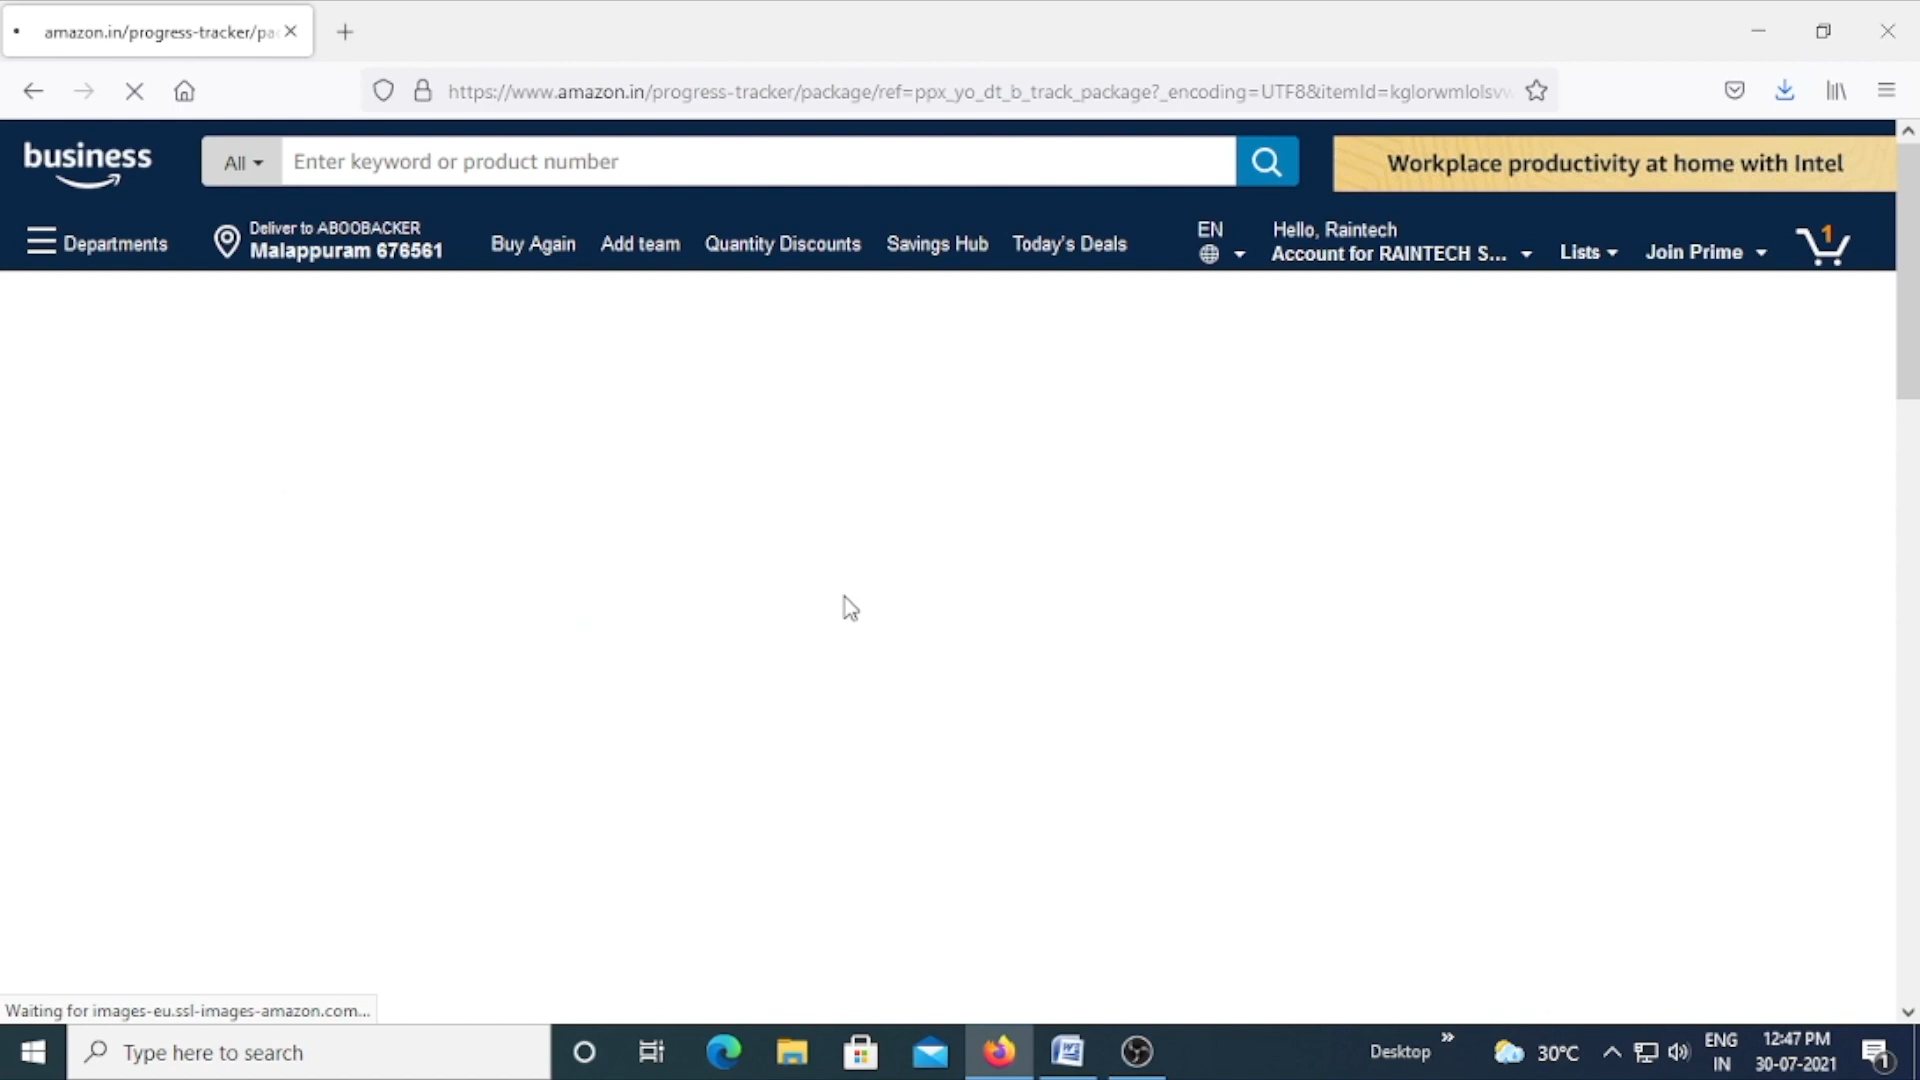 amazon.in/progress-tracker/pa
https://www.amazon.in/progress-tracker/package/ref=ppx_yo_dt_b_track_package?_encoding=UTF8&itemId=kglorwmlolsvw
business
All
Enter keyword or product number
Workplace productivity at home with Intel
Departments
Deliver to ABOOBACKER
Malappuram 676561
Buy Again
Add team
Quantity Discounts
Savings Hub
Today's Deals
EN
Hello, Raintech
Account for RAINTECH S...
Lists
Join Prime
1
Waiting for images-eu.ssl-images-amazon.com...
Type here to search
Desktop
30°C
ENG
IN
12:47 PM
30-07-2021
1